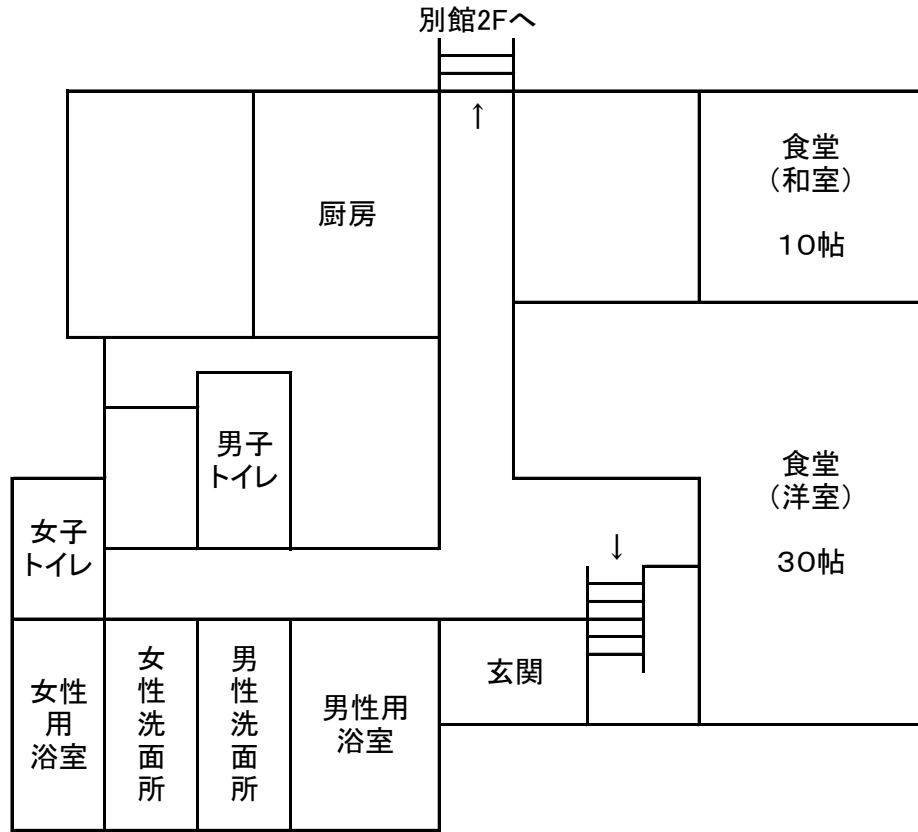 別館2Fへ
↑
食堂
（和室）
10帖
厨房
男子
トイレ
食堂
（洋室）
30帖
女子
トイレ
↓
女性
用
浴室
女性洗面所
男性洗面所
男性用
浴室
玄関